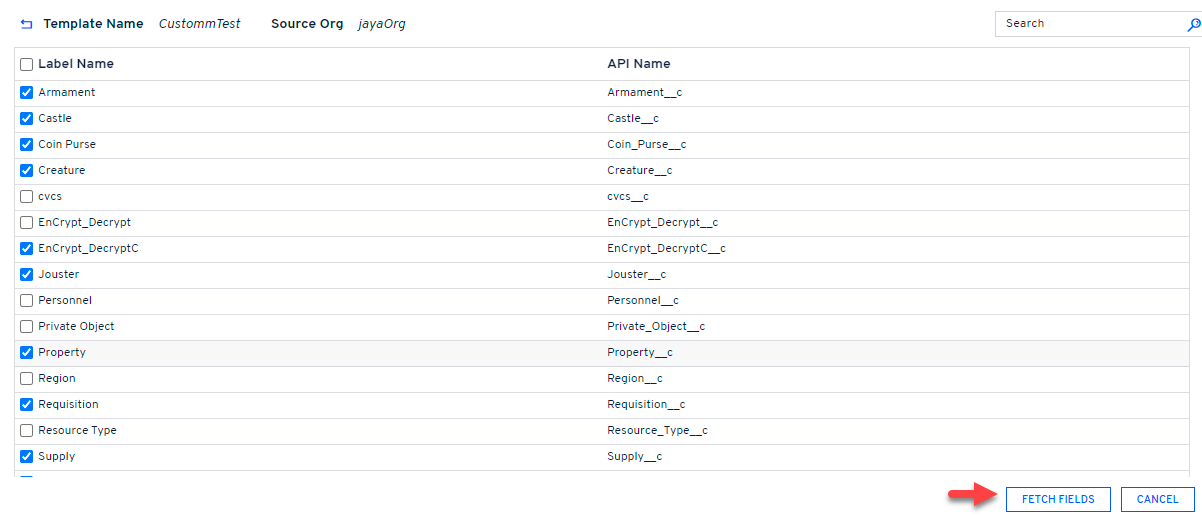 Template Name CustommTest Source Org jayaOrg Search
Label Name API Name
Armament Armament__c
Castle Castle__c
Coin Purse Coin_Purse__c
Creature Creature__c
cvcs cvcs__c
EnCrypt_Decrypt EnCrypt_Decrypt__c
EnCrypt_DecryptC EnCrypt_DecryptC__c
Jouster Jouster__c
Personnel Personnel__c
Private Object Private_Object__c
Property Property__c
Region Region__c
Requisition Requisition__c
Resource Type Resource_Type__c
Supply Supply__c
FETCH FIELDS CANCEL